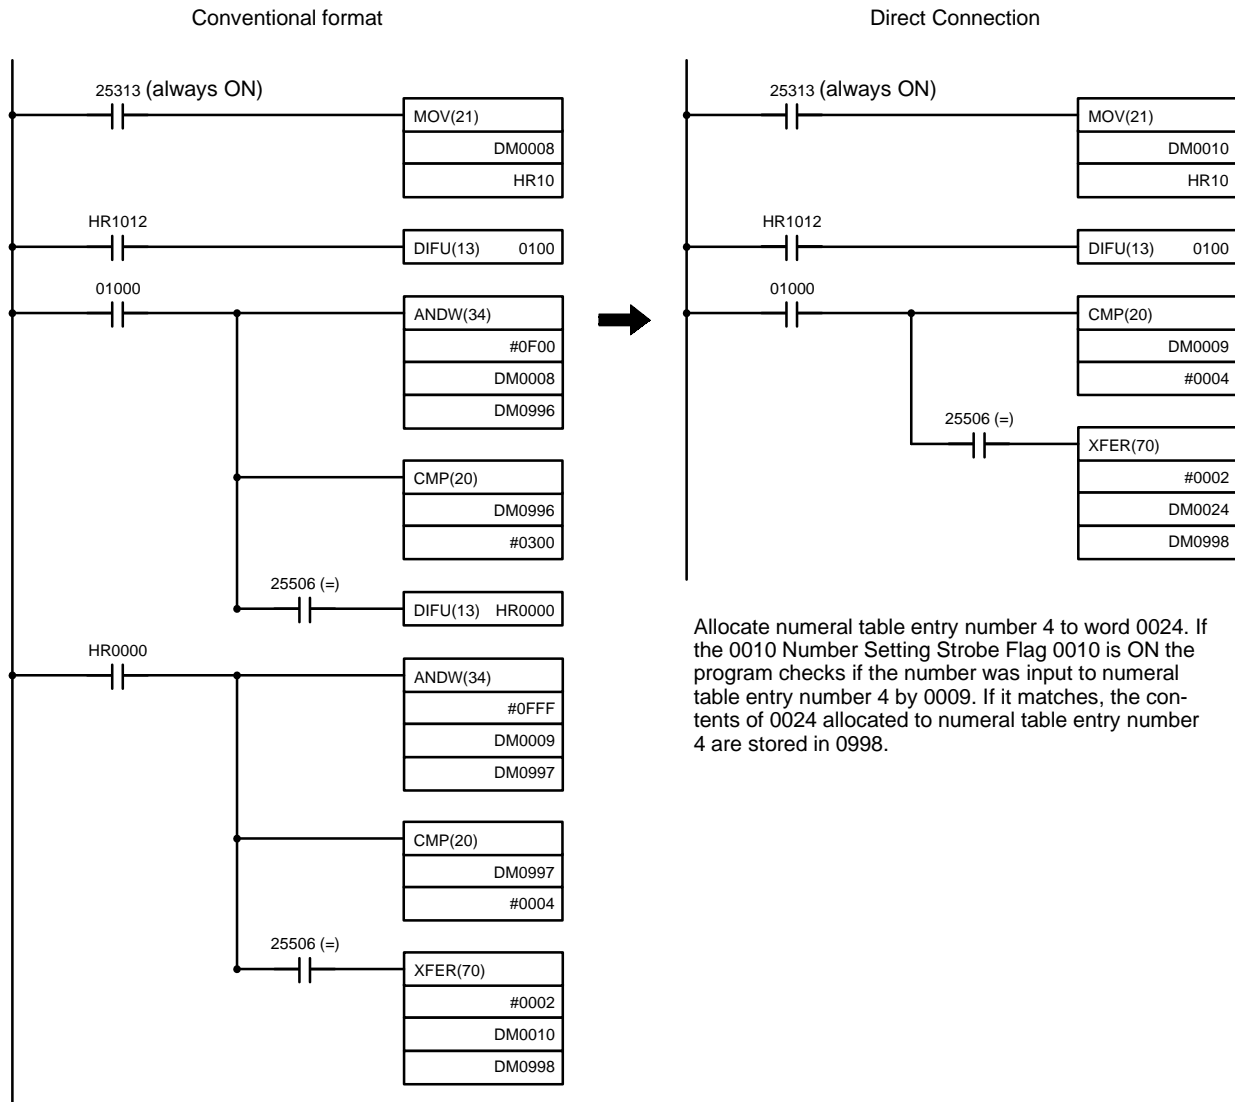 Conventional format
25313 (always ON)
MOV(21)
DM0008
HR10
HR1012
DIFU(13) 0100
01000
ANDW(34)
#0F00
DM0008
DM0996
CMP(20)
DM0996
#0300
25506 (=)
DIFU(13) HR0000
HR0000
ANDW(34)
#0FFF
DM0009
DM0997
CMP(20)
DM0997
#0004
25506 (=)
XFER(70)
#0002
DM0010
DM0998
Direct Connection
25313 (always ON)
MOV(21)
DM0010
HR10
HR1012
DIFU(13) 0100
01000
CMP(20)
DM0009
#0004
25506 (=)
XFER(70)
#0002
DM0024
DM0998
Allocate numeral table entry number 4 to word 0024. If
the 0010 Number Setting Strobe Flag 0010 is ON the
program checks if the number was input to numeral
table entry number 4 by 0009. If it matches, the con-
tents of 0024 allocated to numeral table entry number
4 are stored in 0998.